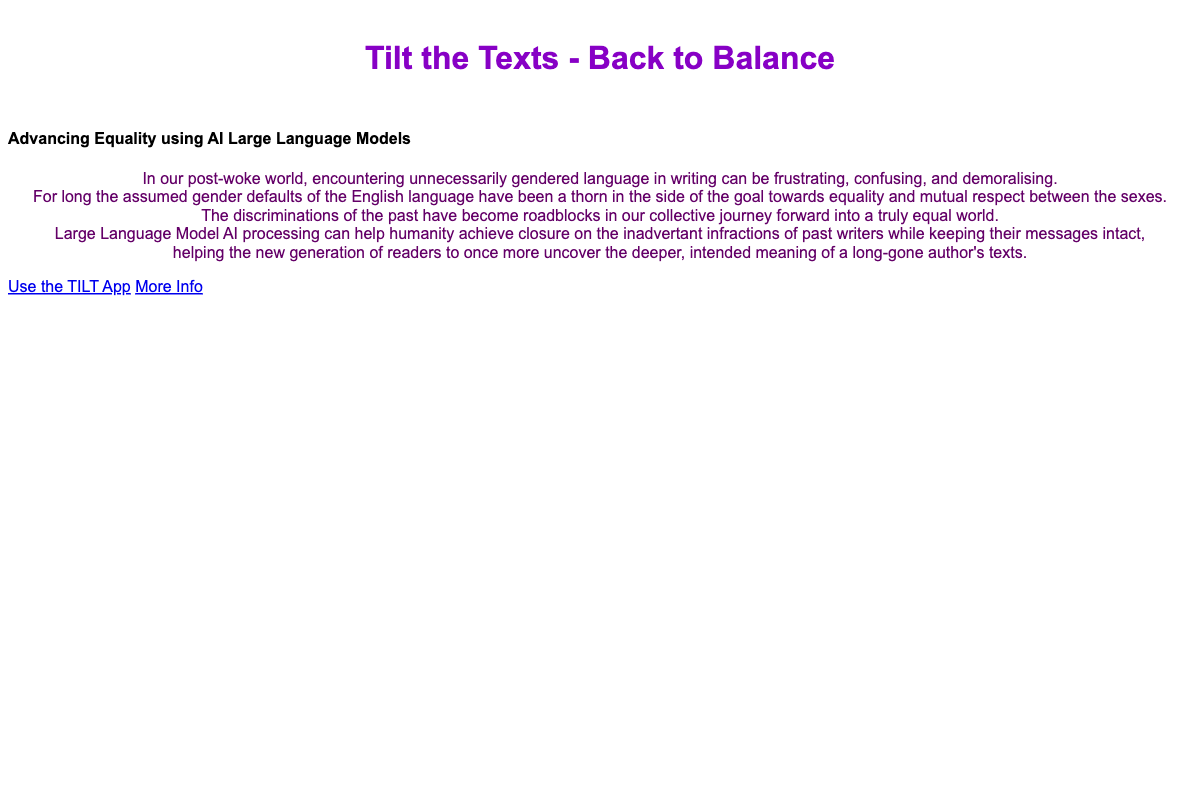 Tilt the Texts - Back to Balance
Advancing Equality using AI Large Language Models
In our post-woke world, encountering unnecessarily gendered language in writing can be frustrating, confusing, and demoralising.
For long the assumed gender defaults of the English language have been a thorn in the side of the goal towards equality and mutual respect between the sexes.
The discriminations of the past have become roadblocks in our collective journey forward into a truly equal world.
Large Language Model AI processing can help humanity achieve closure on the inadvertant infractions of past writers while keeping their messages intact,
helping the new generation of readers to once more uncover the deeper, intended meaning of a long-gone author's texts.
Use the TILT App More Info